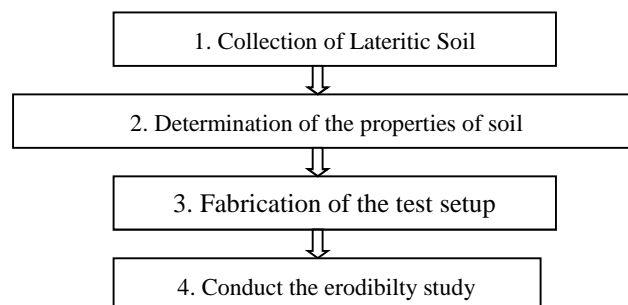 1. Collection of Lateritic Soil
2. Determination of the properties of soil
3. Fabrication of the test setup
4. Conduct the erodibilty study